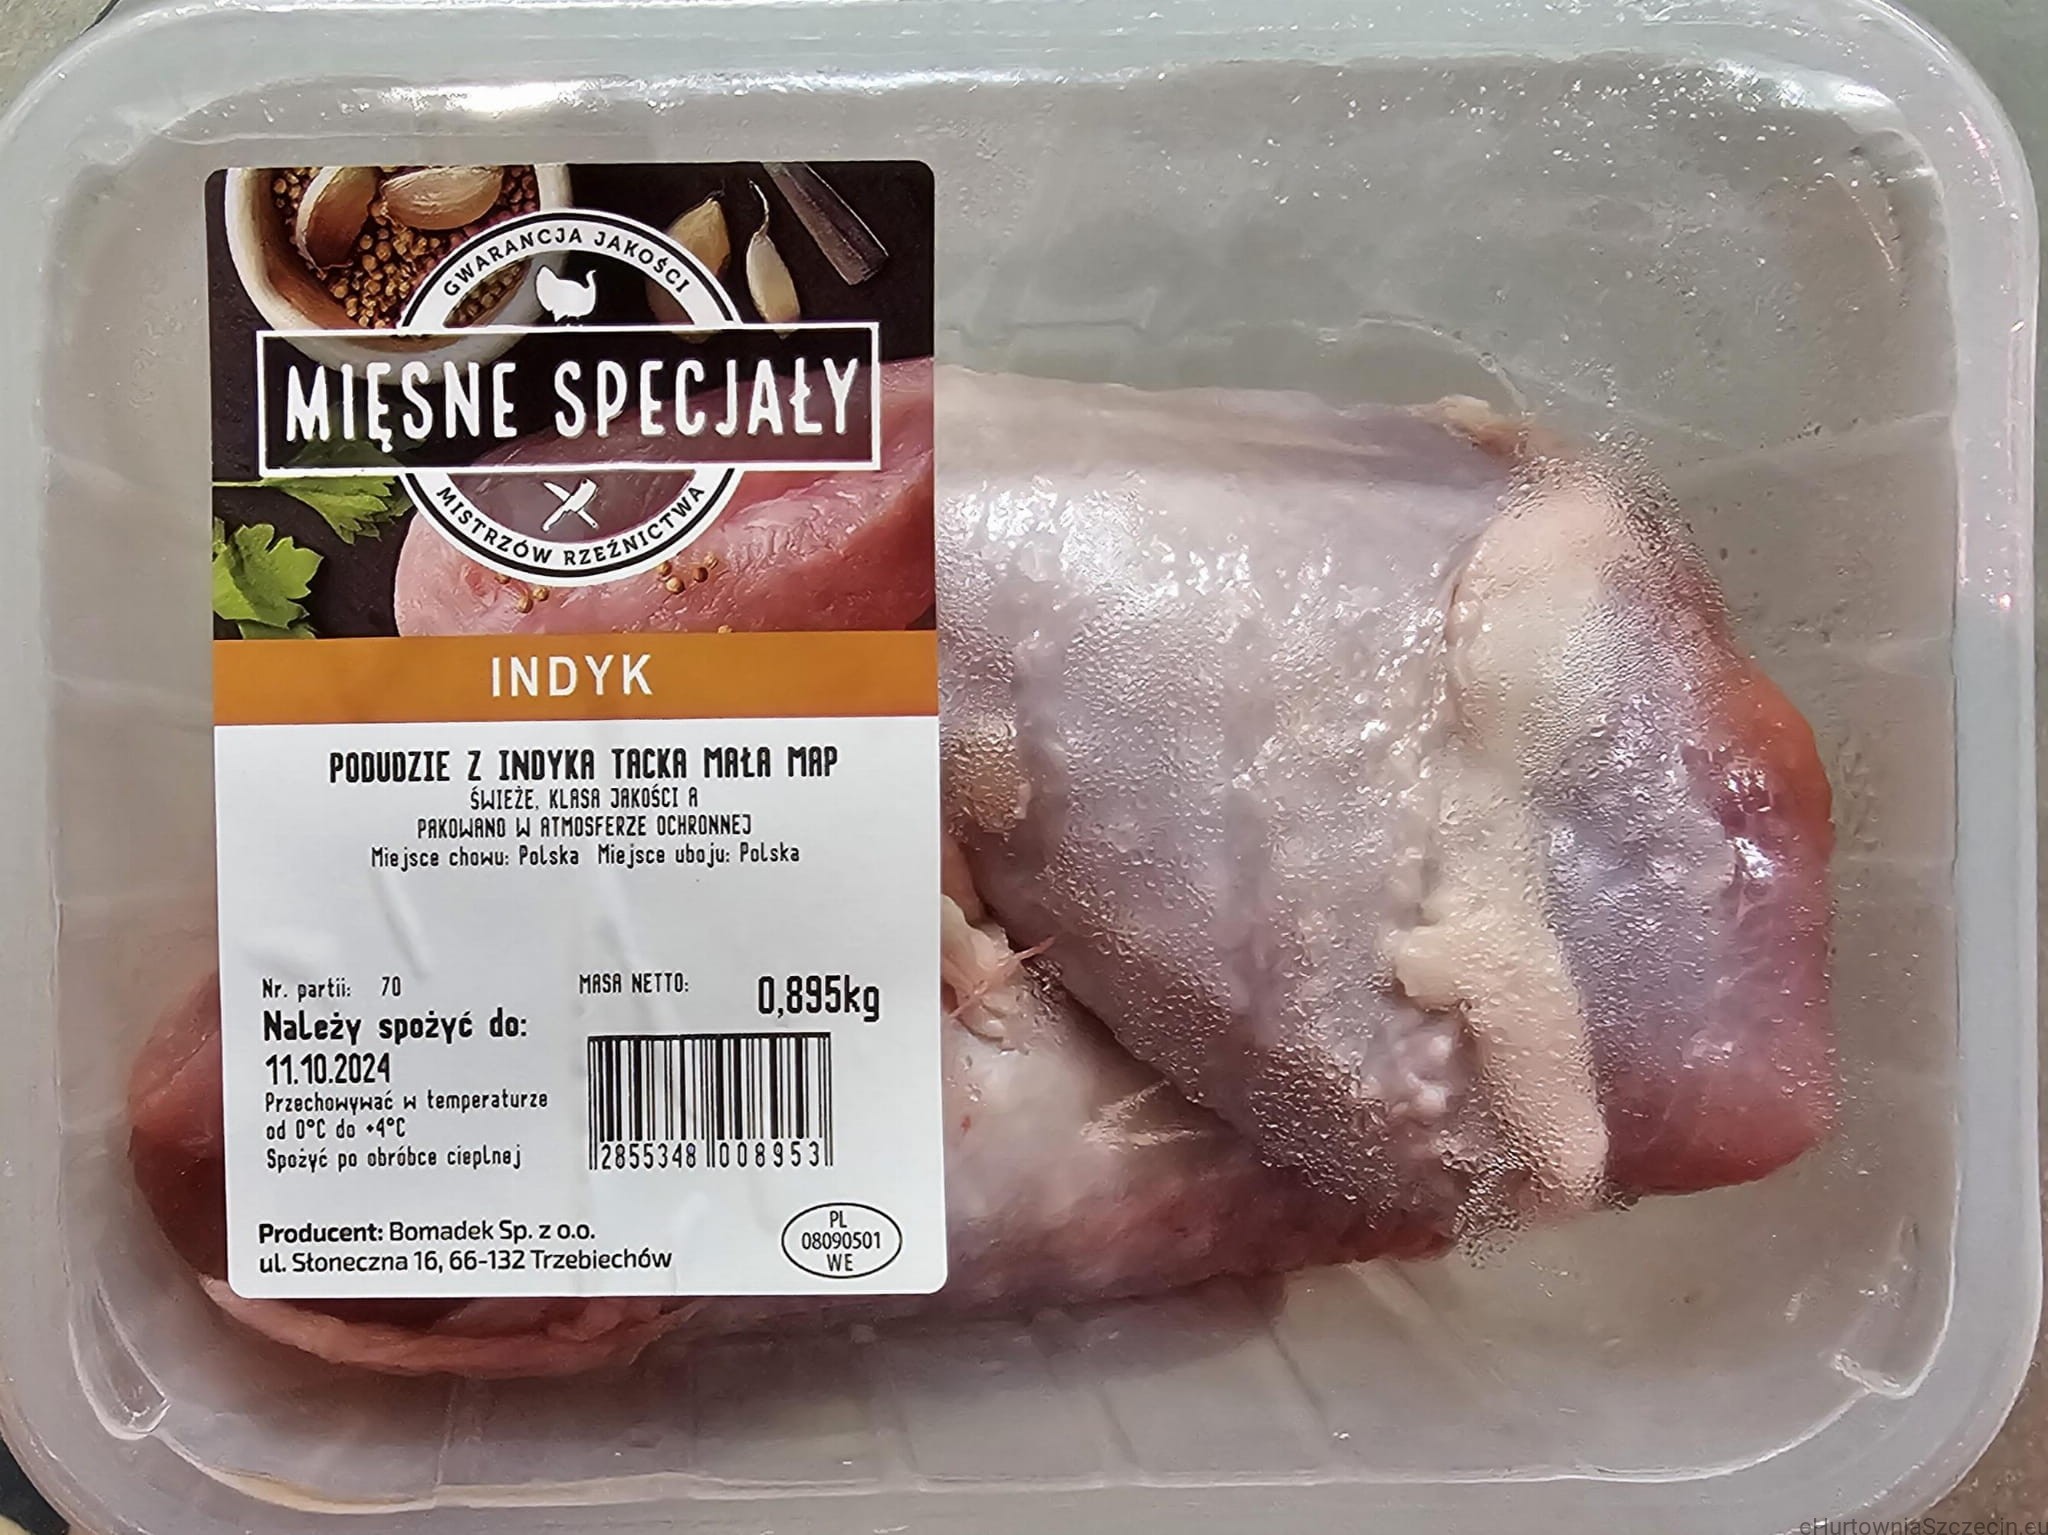 GWARANCJA JAKOŚCI
MIĘSNE SPECJAŁY
MISTRZÓW RZEŹNICTWA
INDYK
PODUDZIE Z INDYKA TACKA MAŁA MAP
ŚWIEŻE, KLASA JAKOŚCI A
PAKOWANO W ATMOSFERZE OCHRONNEJ
Miejsce chowu: Polska Miejsce uboju: Polska
Nr. partii: 70
MASA NETTO: 0,895kg
Należy spożyć do:
11.10.2024
Przechowywać w temperaturze
od 0°C do +4°C
Spożyć po obróbce cieplnej
2855348 008953
Producent: Bomadek Sp. z o.o.
ul. Słoneczna 16, 66-132 Trzebiechów
PL
08090501
WE
eHurtowniaSzczecin.eu